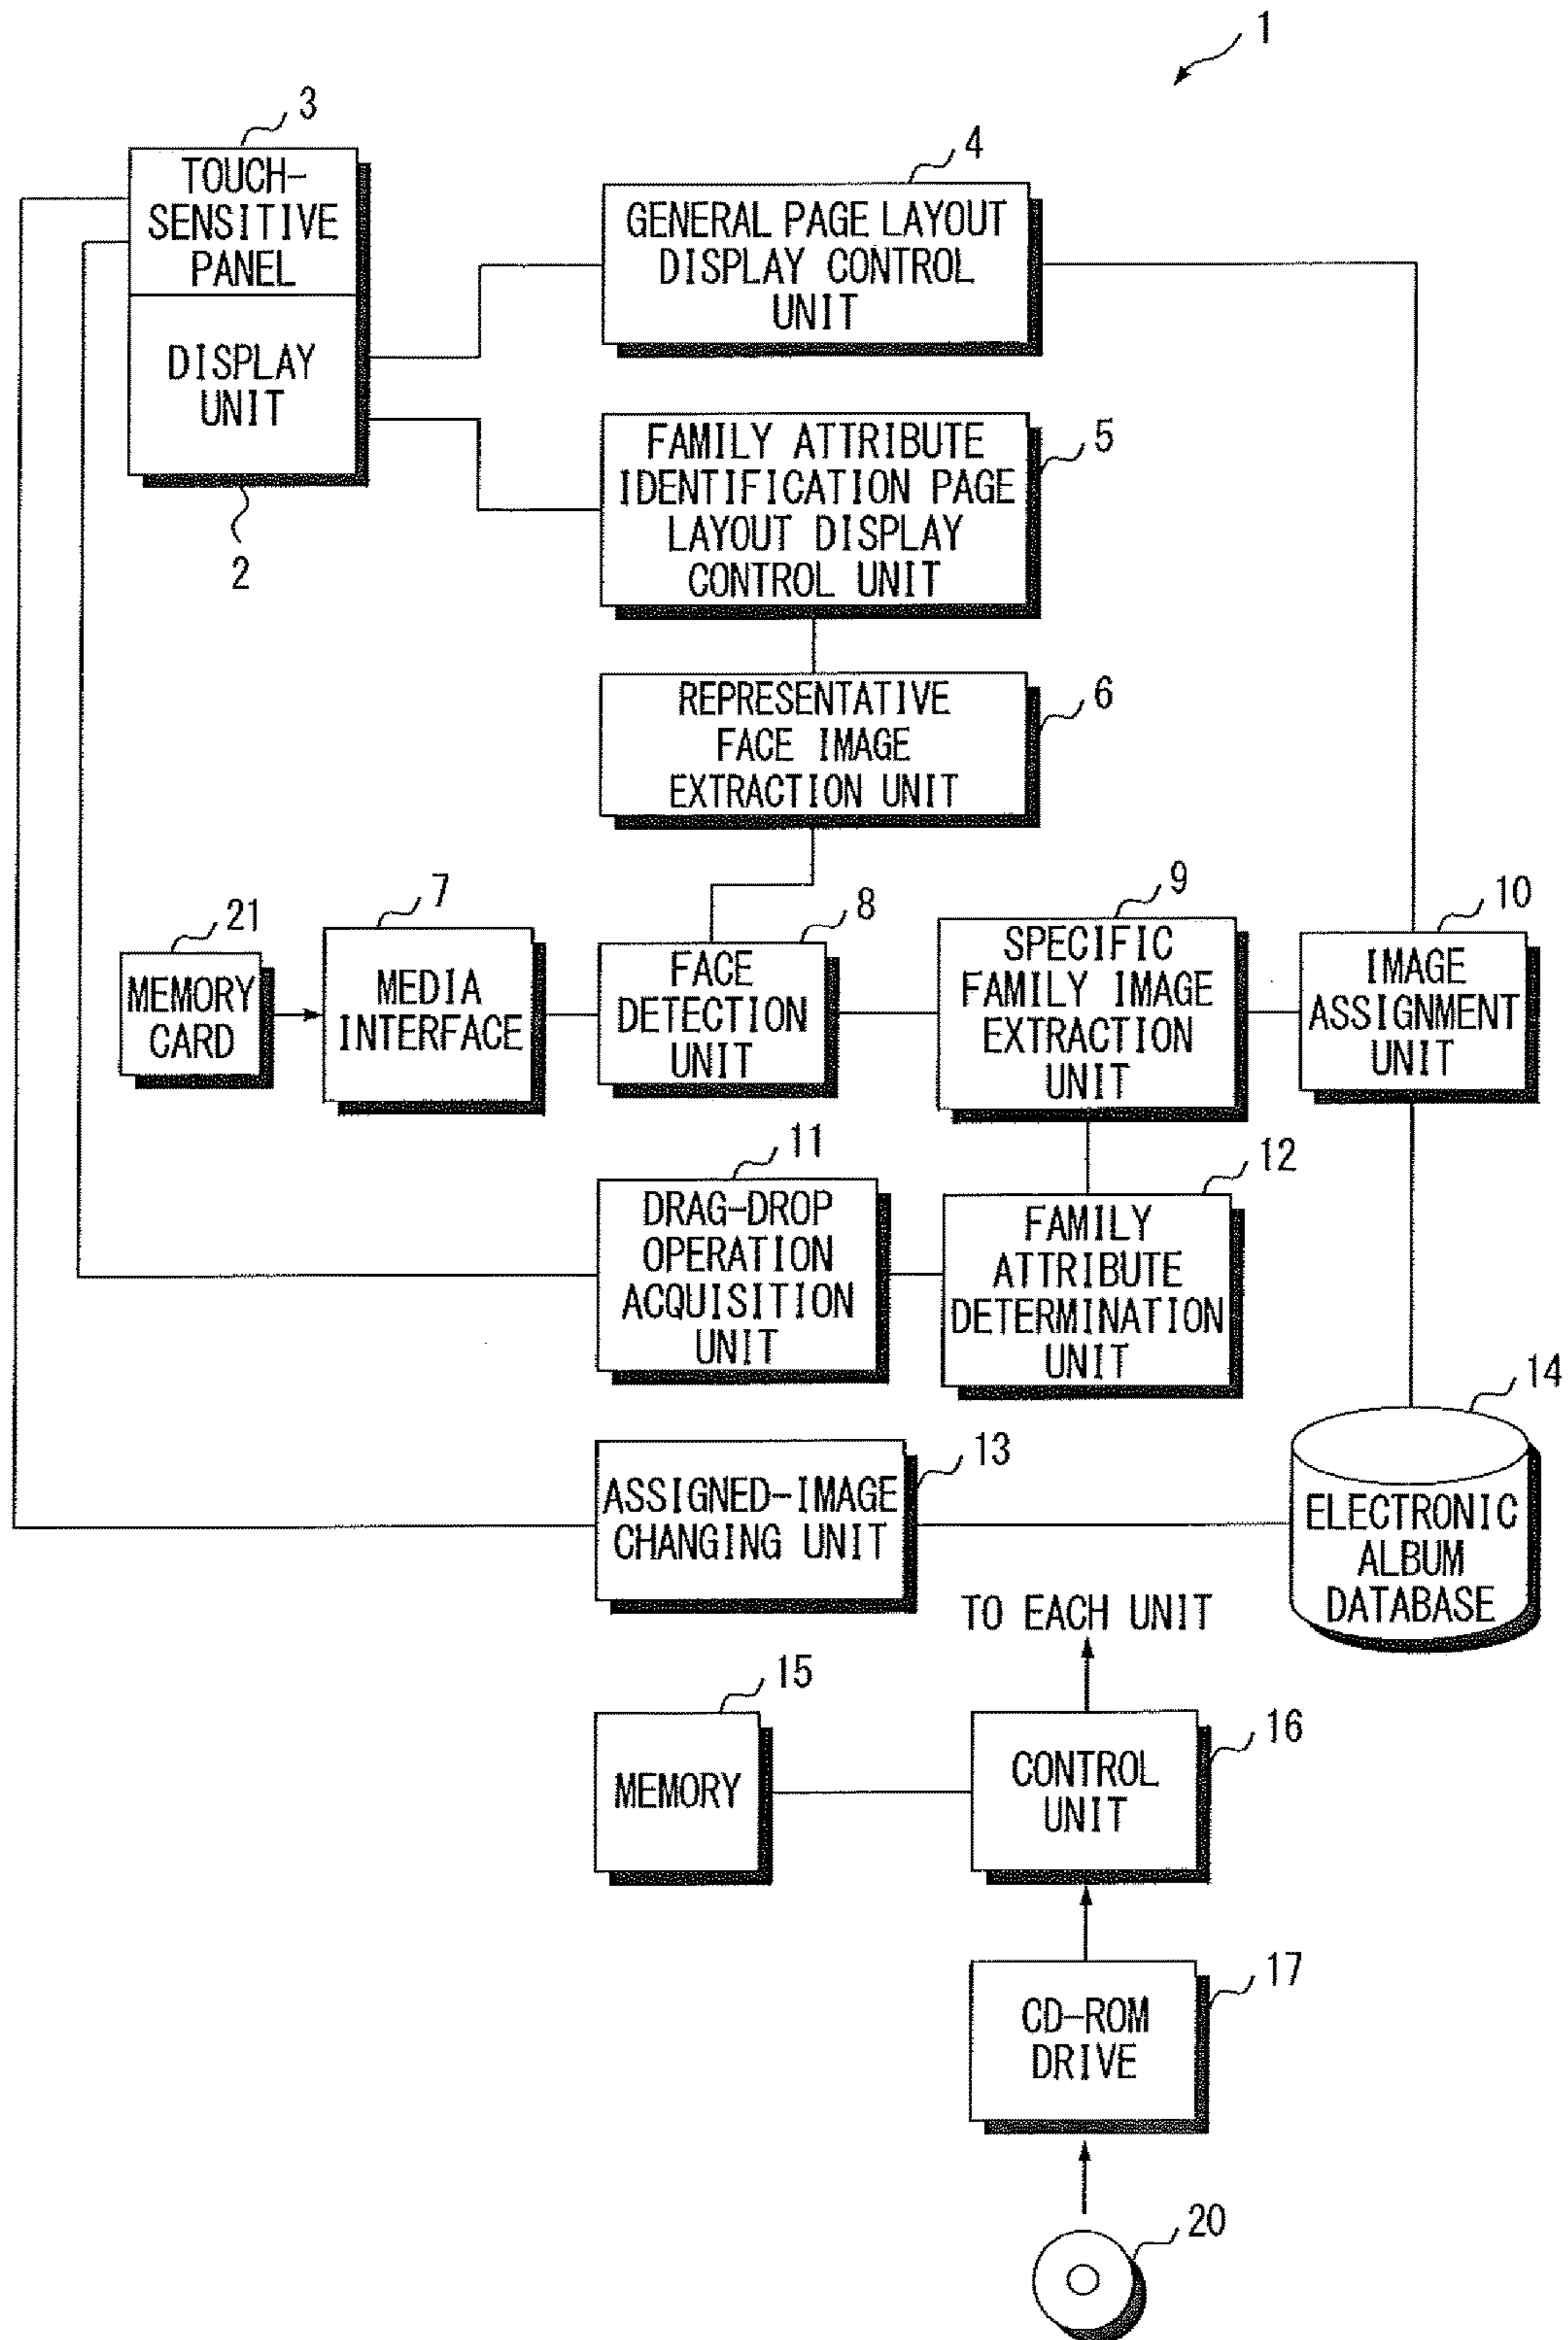 1
3
TOUCH-
SENSITIVE
PANEL
DISPLAY
UNIT
2
4
GENERAL PAGE LAYOUT
DISPLAY CONTROL
UNIT
5
FAMILY ATTRIBUTE
IDENTIFICATION PAGE
LAYOUT DISPLAY
CONTROL UNIT
6
REPRESENTATIVE
FACE IMAGE
EXTRACTION UNIT
21
MEMORY
CARD
7
MEDIA
INTERFACE
8
FACE
DETECTION
UNIT
9
SPECIFIC
FAMILY IMAGE
EXTRACTION
UNIT
10
IMAGE
ASSIGNMENT
UNIT
11
DRAG-DROP
OPERATION
ACQUISITION
UNIT
12
FAMILY
ATTRIBUTE
DETERMINATION
UNIT
13
ASSIGNED-IMAGE
CHANGING UNIT
14
ELECTRONIC
ALBUM
DATABASE
TO EACH UNIT
15
MEMORY
16
CONTROL
UNIT
17
CD-ROM
DRIVE
20